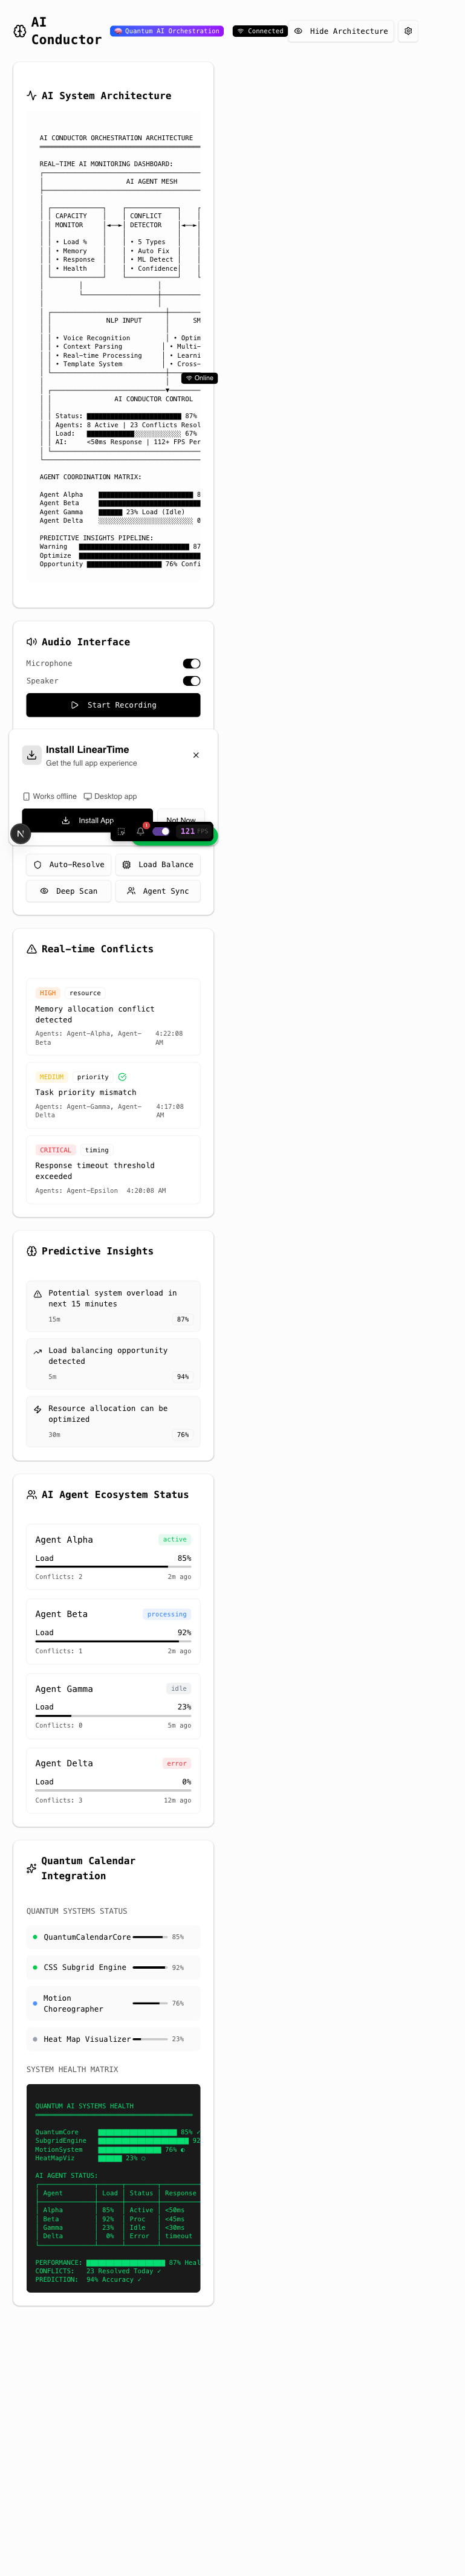 AI
Conductor
🧠 Quantum AI Orchestration
Connected
Hide Architecture
AI System Architecture
AI CONDUCTOR ORCHESTRATION ARCHITECTURE
REAL-TIME AI MONITORING DASHBOARD:
AI AGENT MESH
CAPACITY CONFLICT
MONITOR DETECTOR
• Load % • 5 Types
• Memory • Auto Fix
• Response • ML Detect
• Health • Confidence
NLP INPUT SM
• Voice Recognition • Optim
• Context Parsing • Multi-
• Real-time Processing • Learni
• Template System • Cross-
Online
AI CONDUCTOR CONTROL
Status: ████████████████████████ 87%
Agents: 8 Active | 23 Conflicts Resol
Load: ████████████░░░░░░░░░░░░ 67%
AI: <50ms Response | 112+ FPS Per
AGENT COORDINATION MATRIX:
Agent Alpha ████████████████████████ 8
Agent Beta ██████████████████████████
Agent Gamma ██████ 23% Load (Idle)
Agent Delta ░░░░░░░░░░░░░░░░░░░░░░░░ 0
PREDICTIVE INSIGHTS PIPELINE:
Warning ████████████████████████████ 87
Optimize ███████████████████████████████
Opportunity ███████████████████ 76% Confi
Audio Interface
Microphone
Speaker
Start Recording
Install LinearTime
Get the full app experience
Works offline Desktop app
Install App
Not Now
N
1
121 FPS
Auto-Resolve
Load Balance
Deep Scan
Agent Sync
Real-time Conflicts
HIGH resource
Memory allocation conflict
detected
Agents: Agent-Alpha, Agent- 4:22:08
Beta AM
MEDIUM priority
Task priority mismatch
Agents: Agent-Gamma, Agent- 4:17:08
Delta AM
CRITICAL timing
Response timeout threshold
exceeded
Agents: Agent-Epsilon 4:20:08 AM
Predictive Insights
Potential system overload in
next 15 minutes
15m 87%
Load balancing opportunity
detected
5m 94%
Resource allocation can be
optimized
30m 76%
AI Agent Ecosystem Status
Agent Alpha active
Load 85%
Conflicts: 2 2m ago
Agent Beta processing
Load 92%
Conflicts: 1 2m ago
Agent Gamma idle
Load 23%
Conflicts: 0 5m ago
Agent Delta error
Load 0%
Conflicts: 3 12m ago
Quantum Calendar
Integration
QUANTUM SYSTEMS STATUS
QuantumCalendarCore 85%
CSS Subgrid Engine 92%
Motion
Choreographer 76%
Heat Map Visualizer 23%
SYSTEM HEALTH MATRIX
QUANTUM AI SYSTEMS HEALTH
QuantumCore ████████████████████ 85% ✓
SubgridEngine ███████████████████████ 92
MotionSystem ████████████████ 76% ◐
HeatMapViz ██████ 23% ○
AI AGENT STATUS:
Agent | Load | Status | Response
Alpha | 85% | Active | <50ms
Beta | 92% | Proc | <45ms
Gamma | 23% | Idle | <30ms
Delta | 0% | Error | timeout
PERFORMANCE: ████████████████████ 87% Heal
CONFLICTS: 23 Resolved Today ✓
PREDICTION: 94% Accuracy ✓